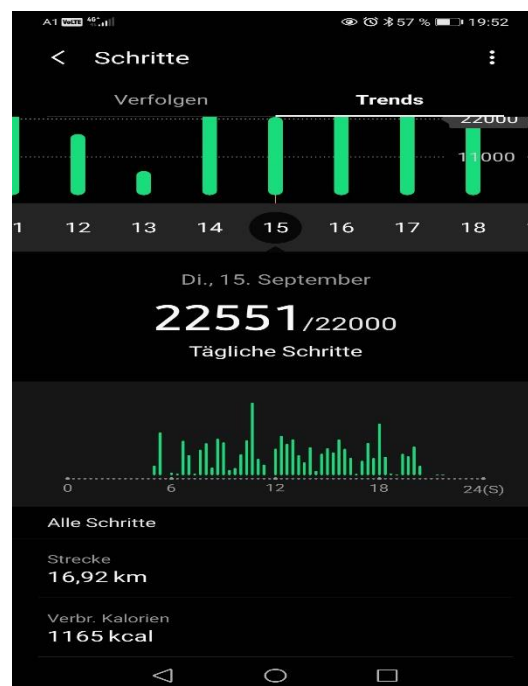 A1 VoLTE 4G+ 57 % 19:52
Schritte
Verfolgen Trends
22000
11000
1 12 13 14 15 16 17 18
Di., 15. September
22551/22000
Tägliche Schritte
0 6 12 18 24(S)
Alle Schritte
Strecke
16,92 km
Verbr. Kalorien
1165 kcal